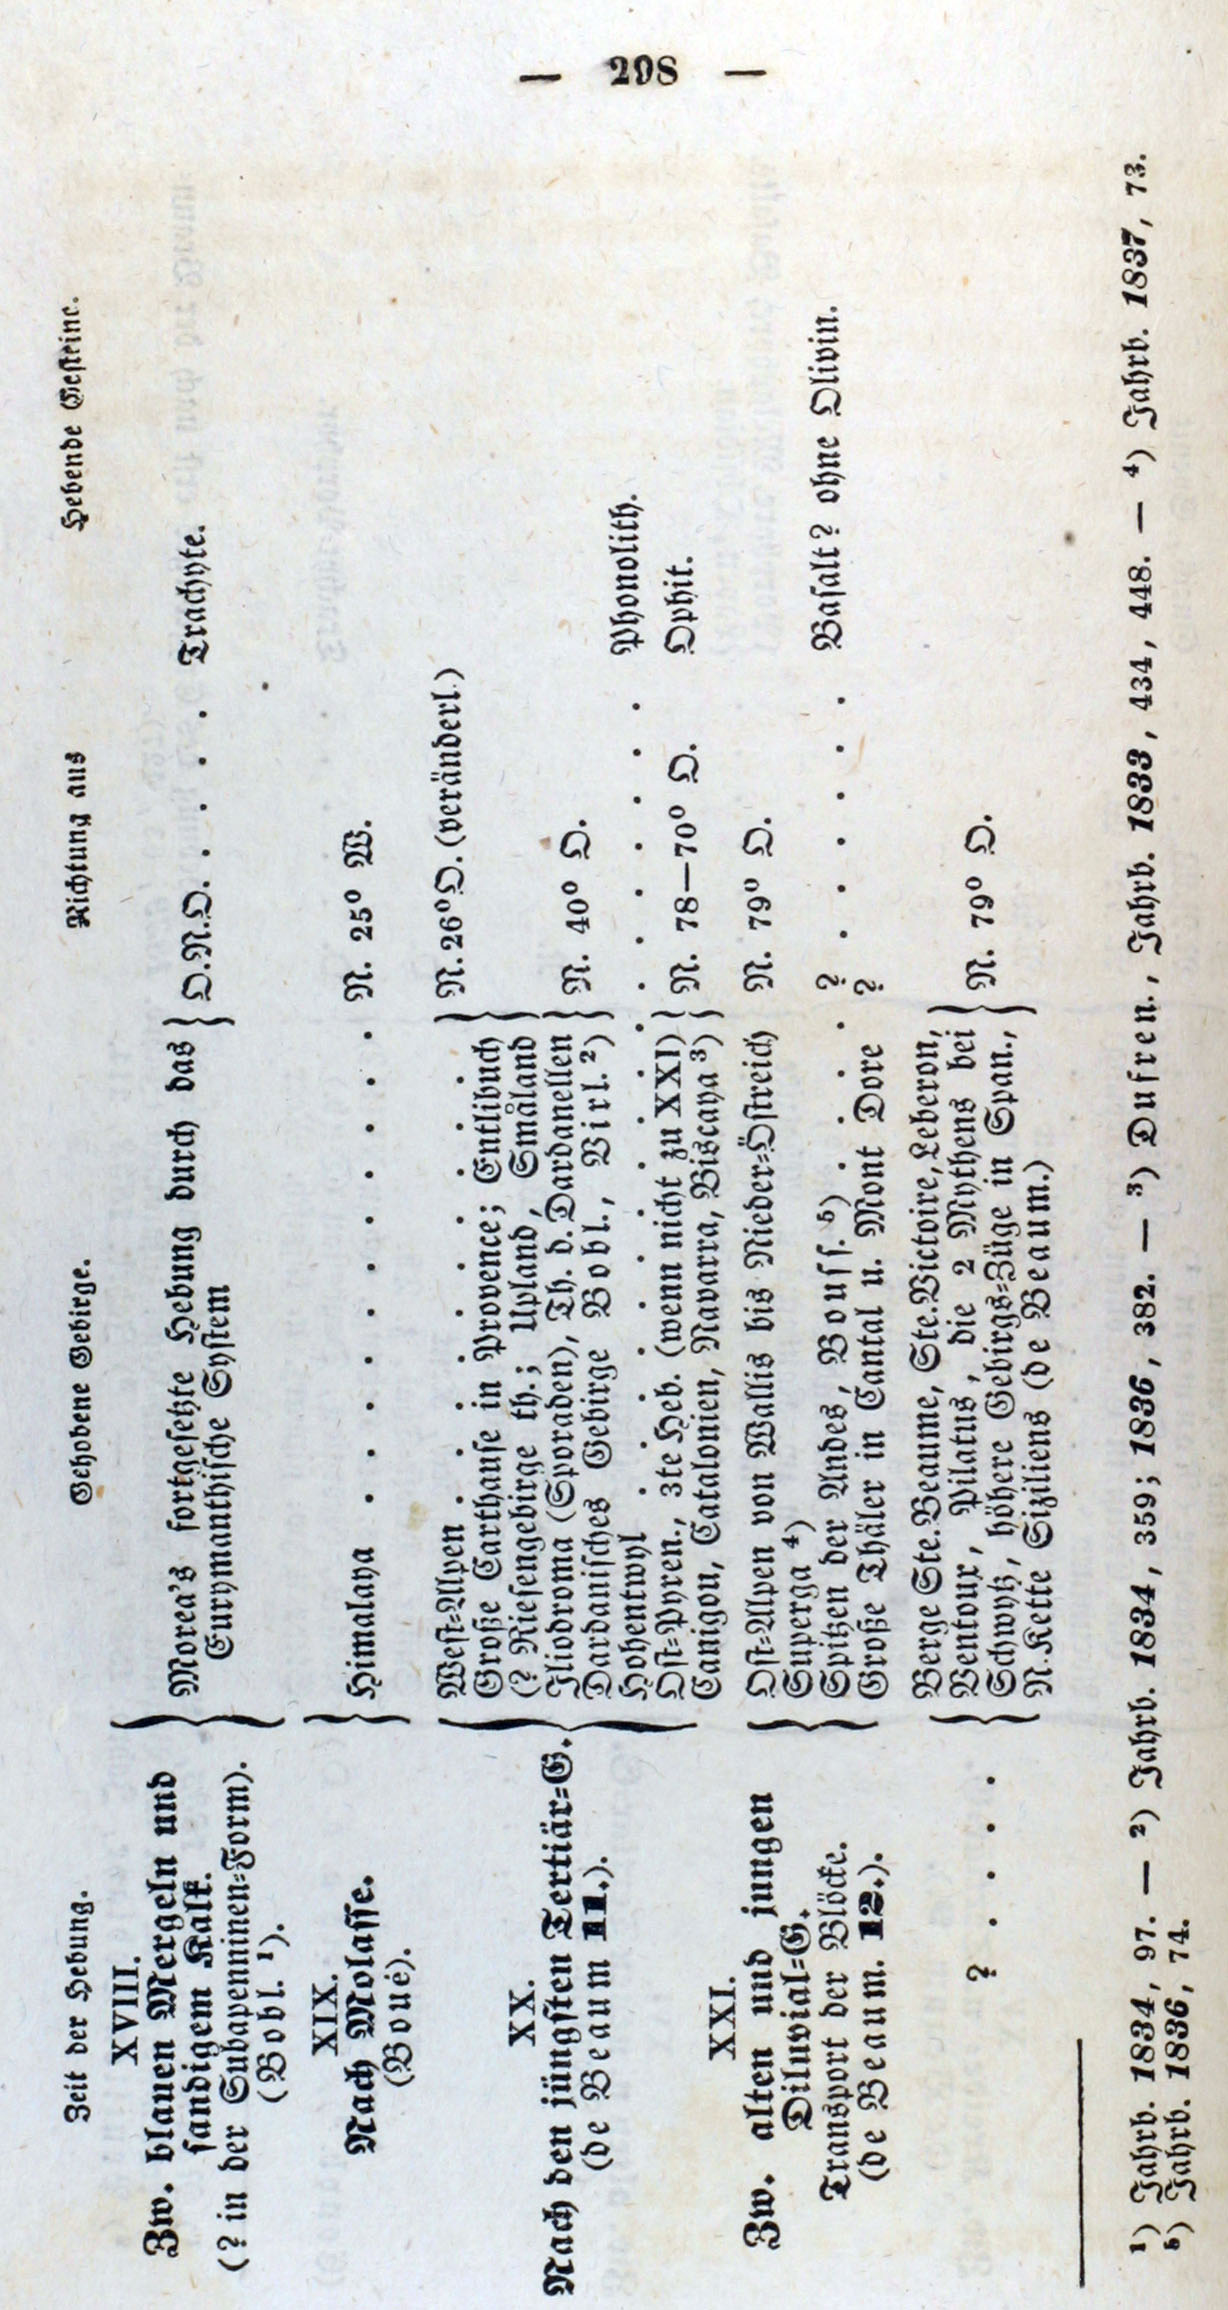 — 298 —
Zeit der Hebung. Gehobene Gebirge. Richtung aus Hebende Gesteine.
XVIII.
Zw. blauen Mergeln und
sandigem Kalk.
(? in der Subapenninen=Form).
(Bobl. ¹).
Morea's fortgesetzte Hebung durch das
Eurymanthische System
O.N.O. . . . . Trachyte.
XIX.
Nach Molasse.
(Boué).
Himalaya . . . . . . . . . . . N. 25° W.
XX.
Nach den jüngsten Tertiär=G.
(de Beaum 11.).
West=Alpen . . . . . . . . .
Große Carthause in Provence; Entlibuch
N. 26° O. (veränderl.)
(? Riesengebirge th.; Upland, Småland
Iliodroma (Sporaden), Th. d. Dardanellen
Dardanisches Gebirge Bobl., Virl. ²)
N. 40° O.
Hohentwyl . . . . . . . . . . . . . . Phonolith.
Ost=Pyren., 3te Heb. (wenn nicht zu XXI)
Canigou, Catalonien, Navarra, Biscaya ³)
N. 78—70° O. Ophit.
XXI.
Zw. alten und jungen
Diluvial=G.
Transport der Blöcke.
(de Beaum. 12.).
Ost=Alpen von Wallis bis Nieder=Östreich N. 79° O.
Superga ⁴)
Spitzen der Andes, Bouss. ⁵) . . . . ? . . . . . . Basalt? ohne Olivin.
Große Thäler in Cantal u. Mont Dore ?
? . . . . .
Berge Ste. Beaume, Ste. Victoire, Leberon,
Ventoux, Pilatus, die 2 Mythens bei
Schwytz, höhere Gebirgs=Züge in Span.,
N.Kette Siziliens (de Beaum.)
N. 79° O.
¹) Jahrb. 1834, 97. — ²) Jahrb. 1834, 359; 1836, 382. — ³) Dufren., Jahrb. 1833, 434, 448. — ⁴) Jahrb. 1837, 73.
⁵) Jahrb. 1836, 74.